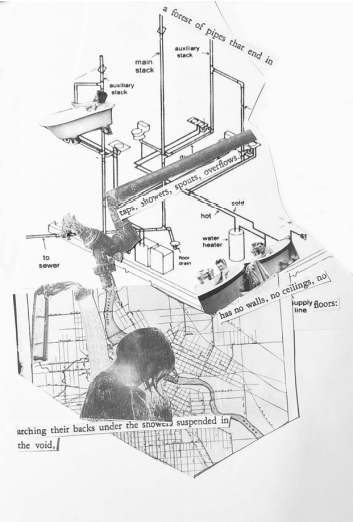 a forest of pipes that end in
main
stack
auxiliary
stack
auxiliary
stack
taps, showers, spouts, overflows
hot
cold
water
heater
to
sewer
floor
drain
has no walls, no ceilings, no
supply
line
floors:
arching their backs under the showers suspended in
the void,